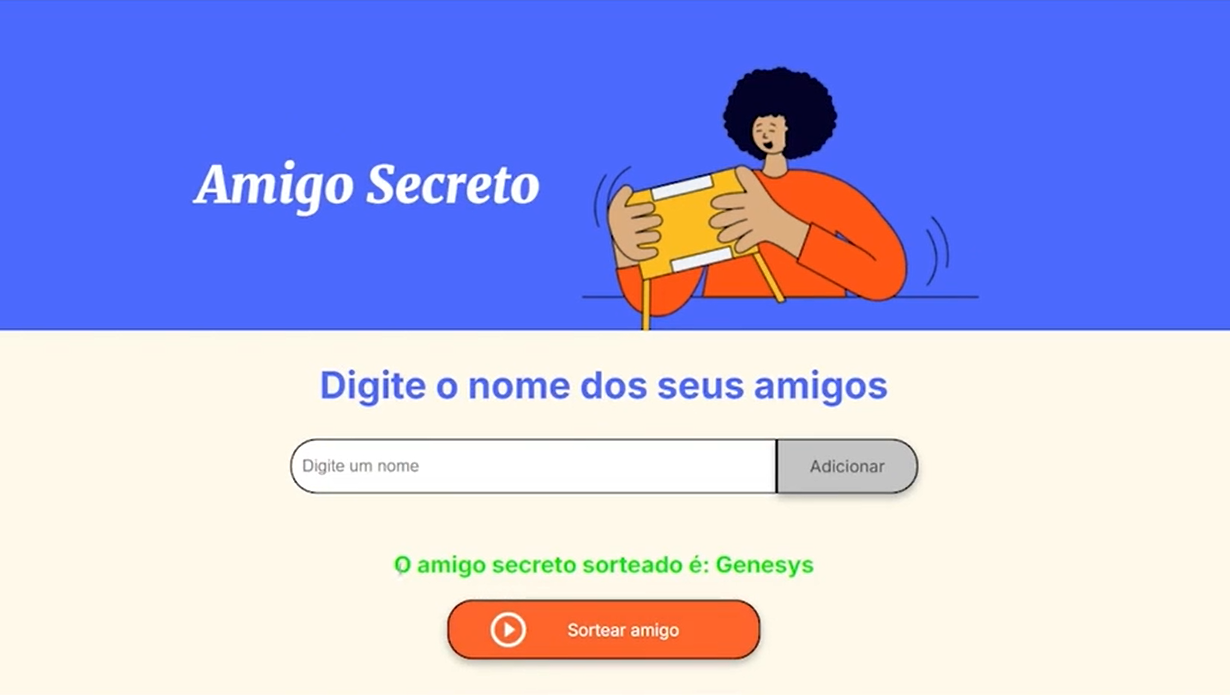 Amigo Secreto
Digite o nome dos seus amigos
Digite um nome
Adicionar
O amigo secreto sorteado é: Genesys
Sortear amigo